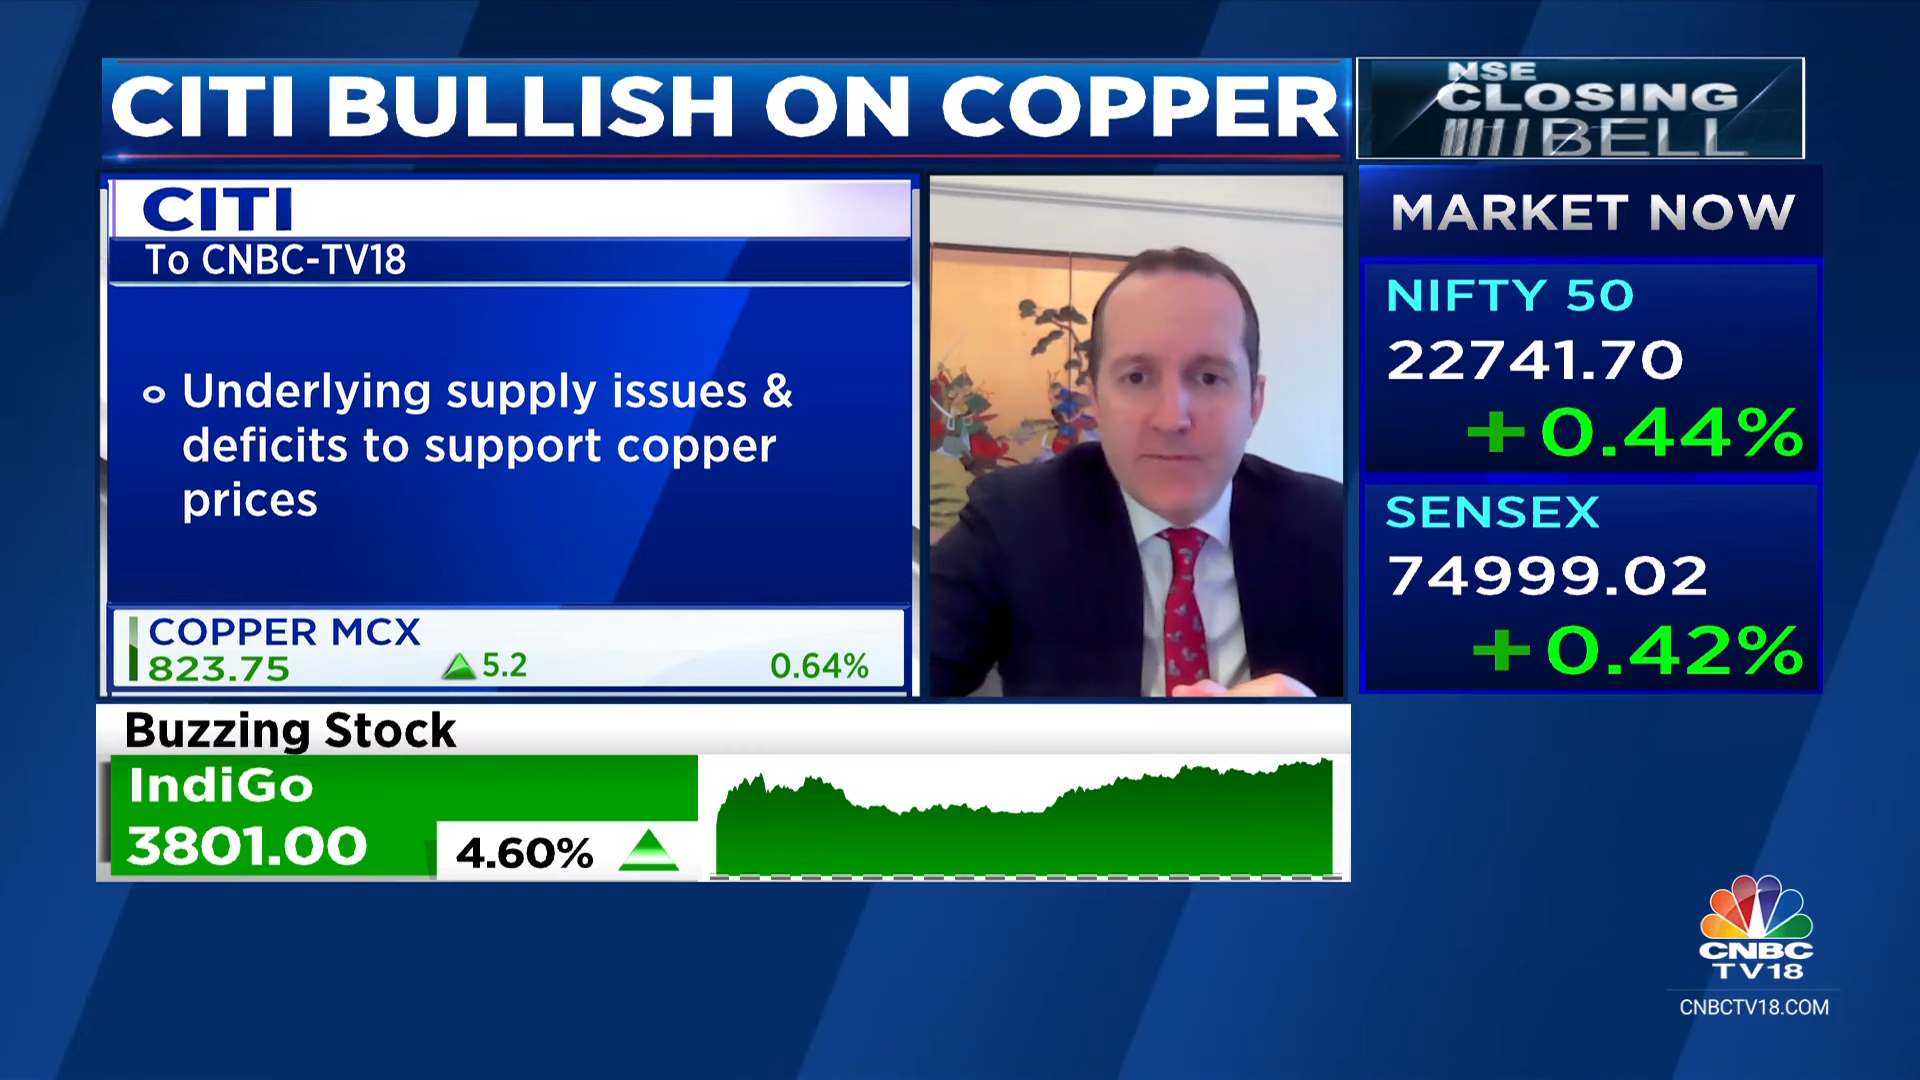 CITI BULLISH ON COPPER
NSE
CLOSING
BELL
CITI
To CNBC-TV18
Underlying supply issues &
deficits to support copper
prices
COPPER MCX
823.75 5.2 0.64%
MARKET NOW
NIFTY 50
22741.70
+0.44%
SENSEX
74999.02
+0.42%
Buzzing Stock
IndiGo
3801.00
4.60%
CNBC
TV18
CNBCTV18.COM